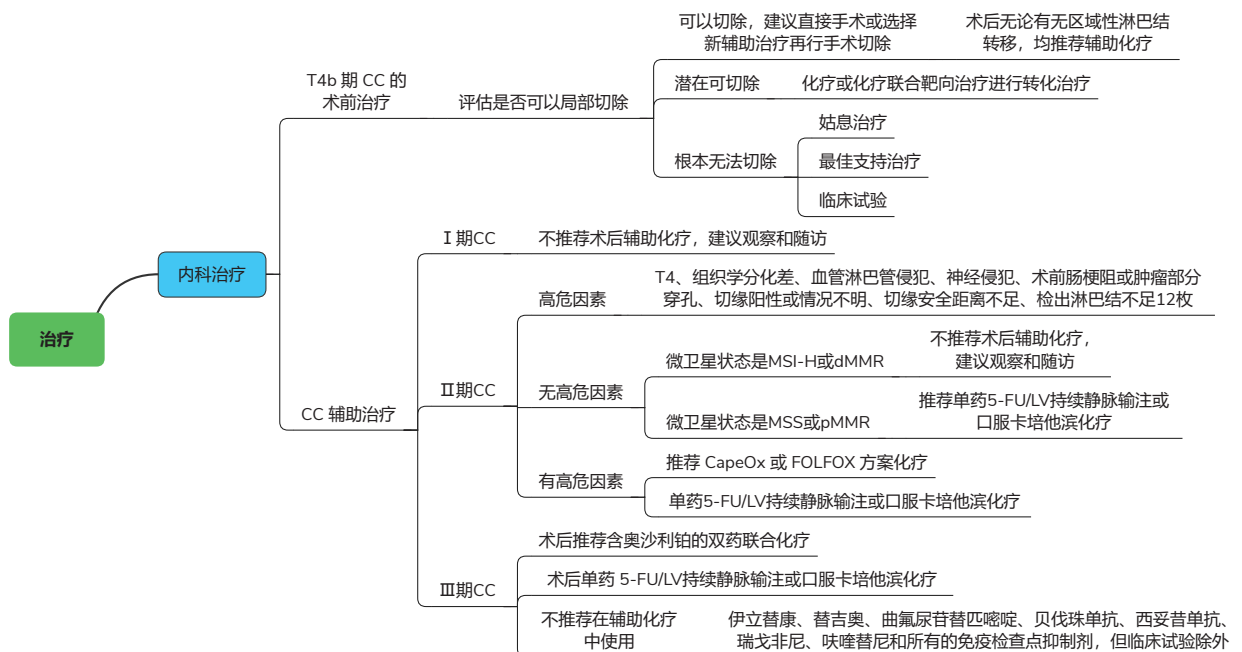 可以切除，建议直接手术或选择
新辅助治疗再行手术切除
术后无论有无区域性淋巴结
转移，均推荐辅助化疗
T4b 期 CC 的
术前治疗
评估是否可以局部切除
潜在可切除
化疗或化疗联合靶向治疗进行转化治疗
姑息治疗
根本无法切除
最佳支持治疗
临床试验
治疗
内科治疗
CC 辅助治疗
Ⅰ期CC
不推荐术后辅助化疗，建议观察和随访
Ⅱ期CC
高危因素
T4、组织学分化差、血管淋巴管侵犯、神经侵犯、术前肠梗阻或肿瘤部分
穿孔、切缘阳性或情况不明、切缘安全距离不足、检出淋巴结不足12枚
无高危因素
微卫星状态是MSI-H或dMMR
不推荐术后辅助化疗，
建议观察和随访
微卫星状态是MSS或pMMR
推荐单药5-FU/LV持续静脉输注或
口服卡培他滨化疗
有高危因素
推荐 CapeOx 或 FOLFOX 方案化疗
单药5-FU/LV持续静脉输注或口服卡培他滨化疗
Ⅲ期CC
术后推荐含奥沙利铂的双药联合化疗
术后单药 5-FU/LV持续静脉输注或口服卡培他滨化疗
不推荐在辅助化疗
中使用
伊立替康、替吉奥、曲氟尿苷替匹嘧啶、贝伐珠单抗、西妥昔单抗、
瑞戈非尼、呋喹替尼和所有的免疫检查点抑制剂，但临床试验除外